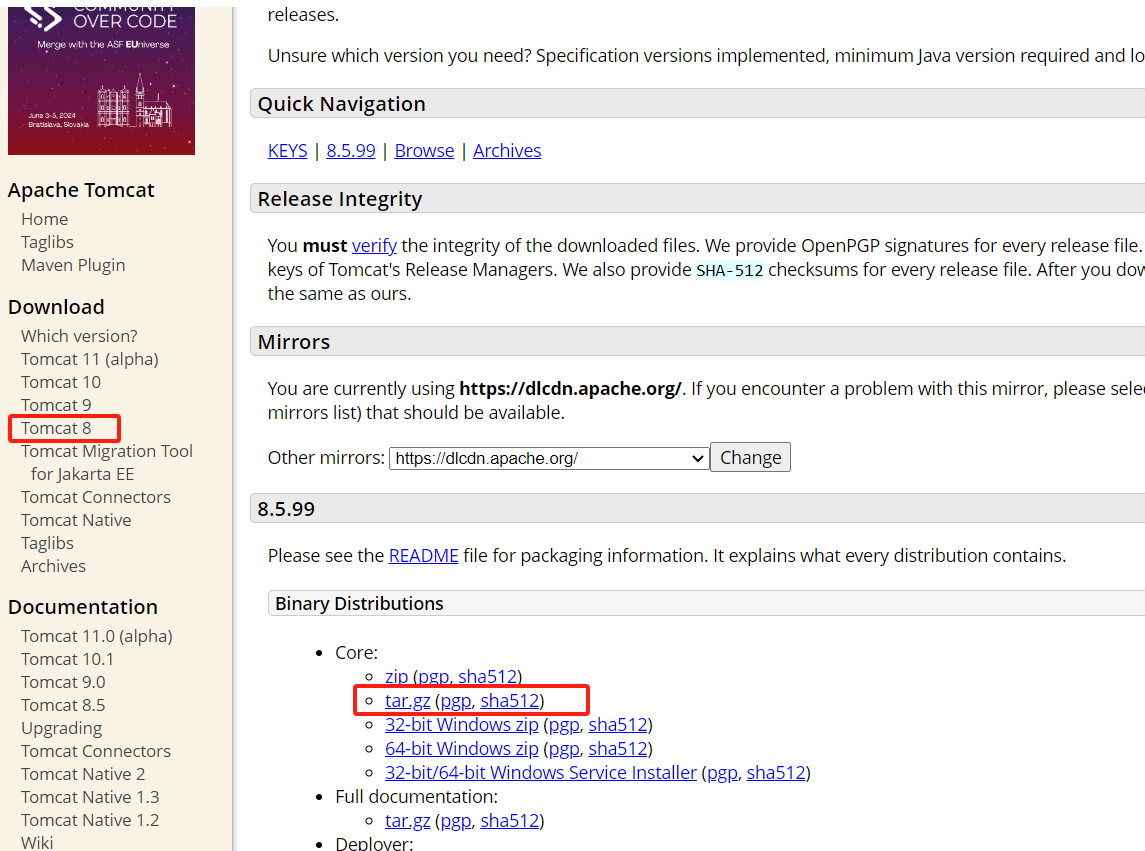 COMMUNITY
OVER CODE
Merge with the ASF EUniverse
June 3-5, 2024
Bratislava, Slovakia
Apache Tomcat
Home
Taglibs
Maven Plugin
Download
Which version?
Tomcat 11 (alpha)
Tomcat 10
Tomcat 9
Tomcat 8
Tomcat Migration Tool
for Jakarta EE
Tomcat Connectors
Tomcat Native
Taglibs
Archives
Documentation
Tomcat 11.0 (alpha)
Tomcat 10.1
Tomcat 9.0
Tomcat 8.5
Upgrading
Tomcat Connectors
Tomcat Native 2
Tomcat Native 1.3
Tomcat Native 1.2
Wiki
releases.
Unsure which version you need? Specification versions implemented, minimum Java version required and lo
Quick Navigation
KEYS | 8.5.99 | Browse | Archives
Release Integrity
You must verify the integrity of the downloaded files. We provide OpenPGP signatures for every release file.
keys of Tomcat's Release Managers. We also provide SHA-512 checksums for every release file. After you dow
the same as ours.
Mirrors
You are currently using https://dlcdn.apache.org/. If you encounter a problem with this mirror, please sele
mirrors list) that should be available.
Other mirrors: https://dlcdn.apache.org/ Change
8.5.99
Please see the README file for packaging information. It explains what every distribution contains.
Binary Distributions
Core:
zip (pgp, sha512)
tar.gz (pgp, sha512)
32-bit Windows zip (pgp, sha512)
64-bit Windows zip (pgp, sha512)
32-bit/64-bit Windows Service Installer (pgp, sha512)
Full documentation:
tar.gz (pgp, sha512)
Deployer: